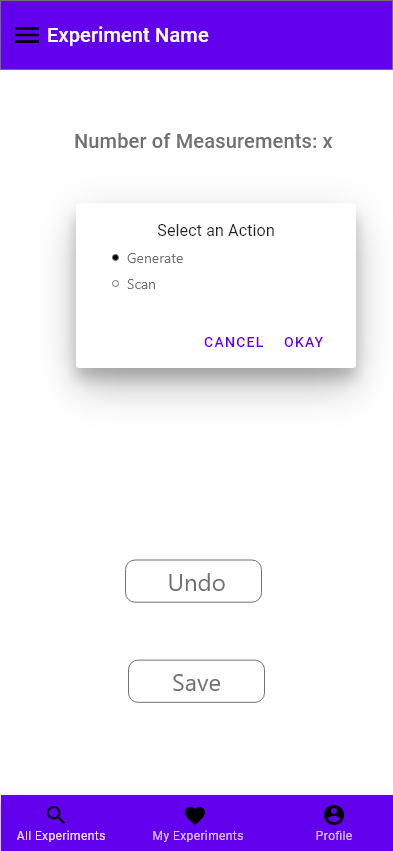 Experiment Name
Number of Measurements: x
Select an Action
Generate
Scan
CANCEL OKAY
Undo
Save
All Experiments My Experiments Profile